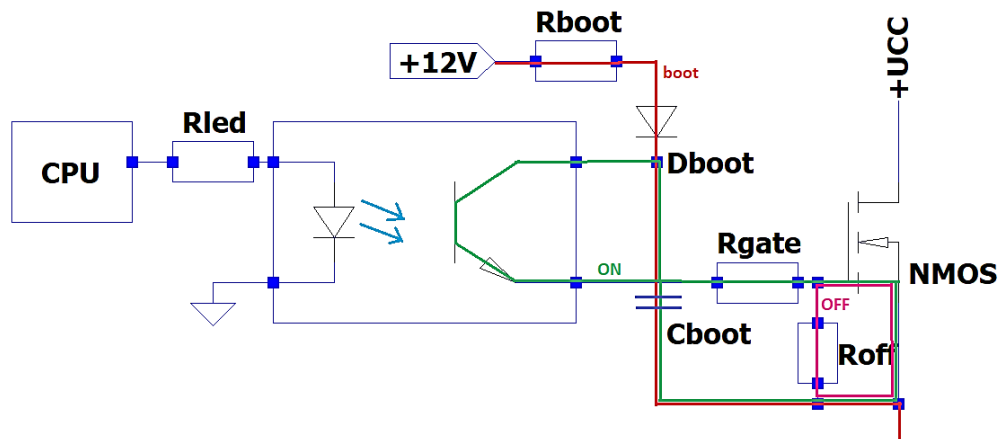 Rboot
+12V
boot
+UCC
Rled
CPU
Dboot
Rgate
ON
NMOS
OFF
Cboot
Roff